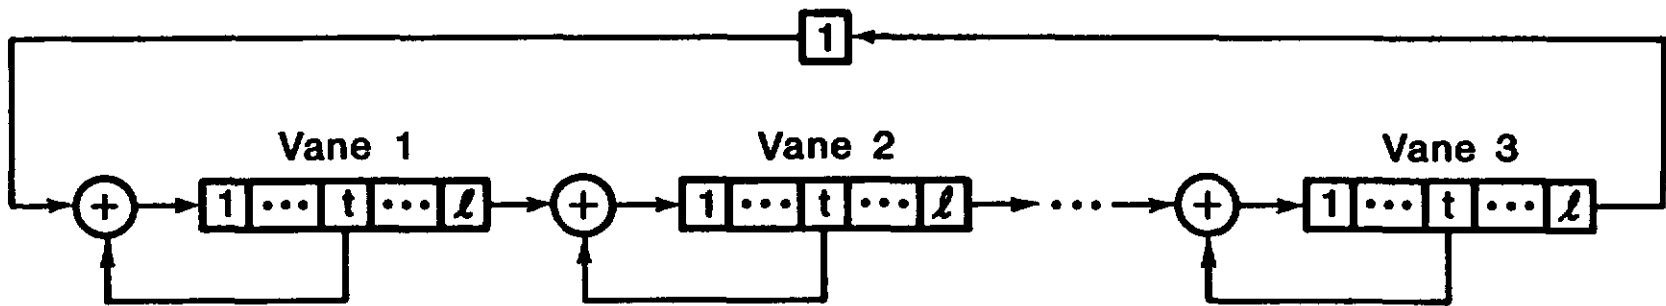 1
Vane 1 Vane 2 Vane 3
+ 1 ... t ... ℓ + 1 ... t ... ℓ ... + 1 ... t ... ℓ